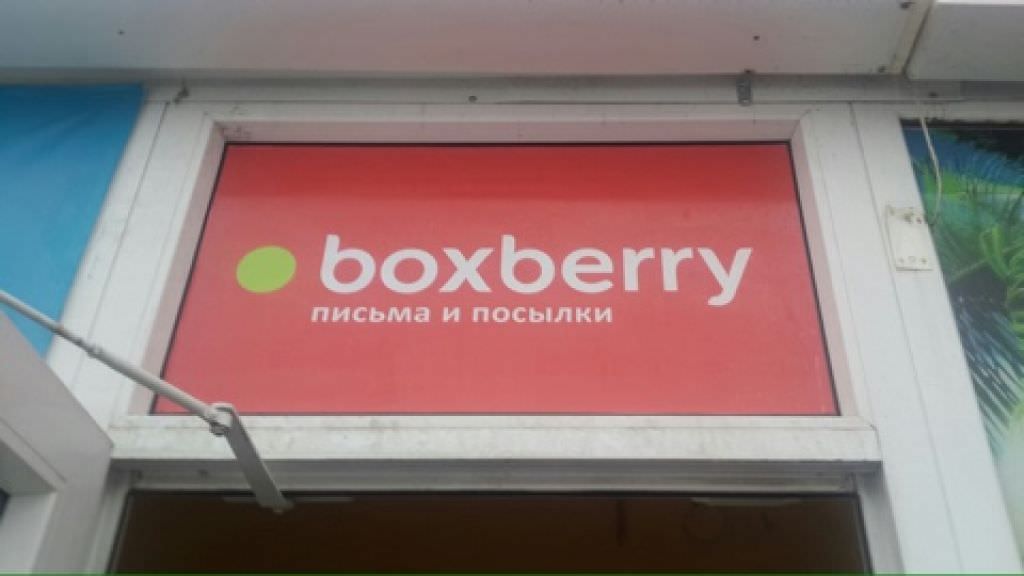 boxberry
письма и посылки